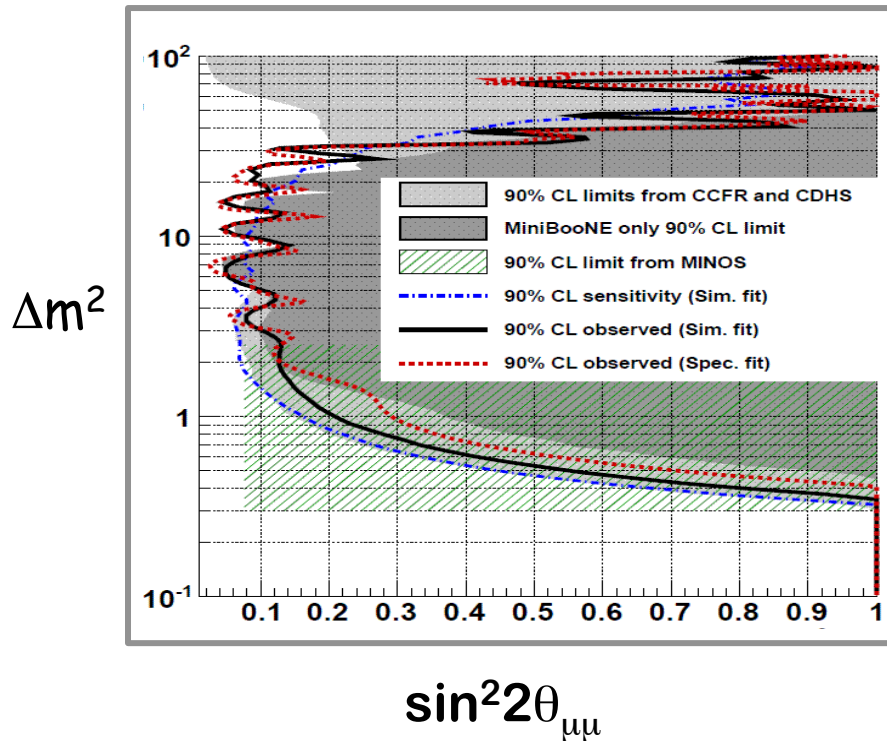 10²
10
1
10⁻¹
Δm²
90% CL limits from CCFR and CDHS
MiniBooNE only 90% CL limit
90% CL limit from MINOS
90% CL sensitivity (Sim. fit)
90% CL observed (Sim. fit)
90% CL observed (Spec. fit)
0.1 0.2 0.3 0.4 0.5 0.6 0.7 0.8 0.9 1
sin²2θμμ